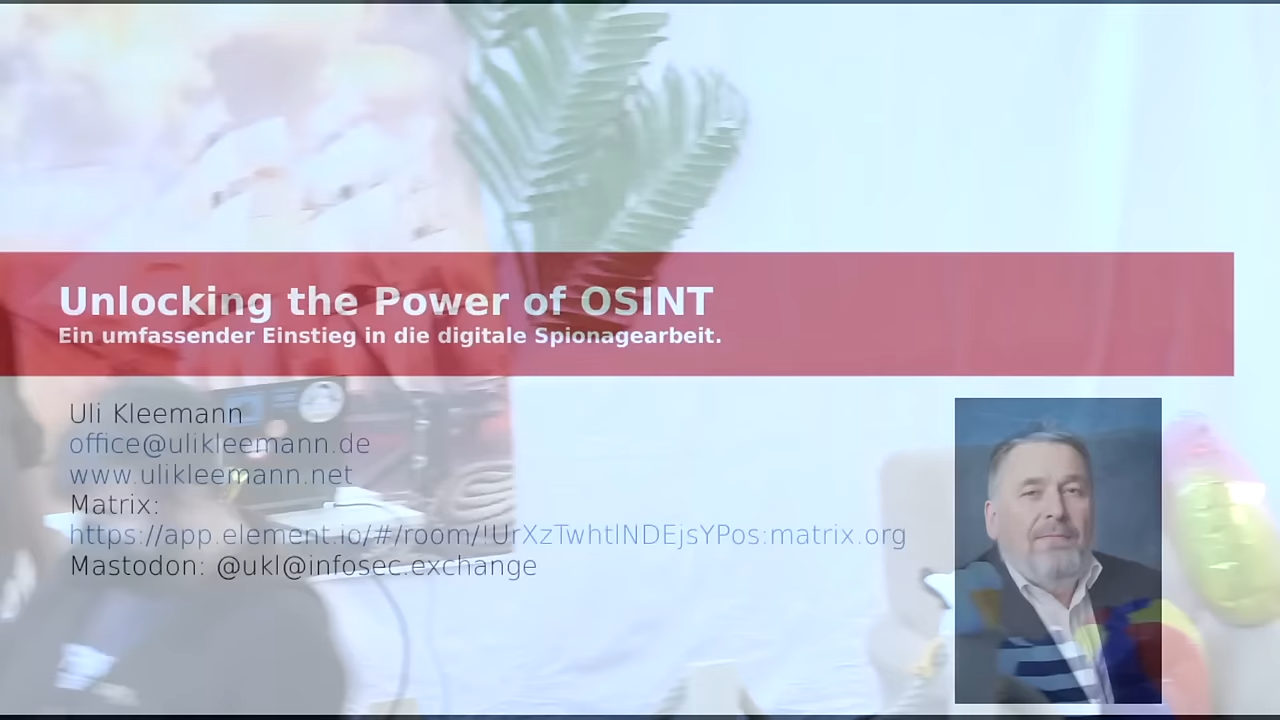 Unlocking the Power of OSINT
Ein umfassender Einstieg in die digitale Spionagearbeit.
Uli Kleemann
office@ulikleemann.de
www.ulikleemann.net
Matrix:
https://app.element.io/#/room/!UrXzTwhtlNDEjsYPos:matrix.org
Mastodon: @ukl@infosec.exchange